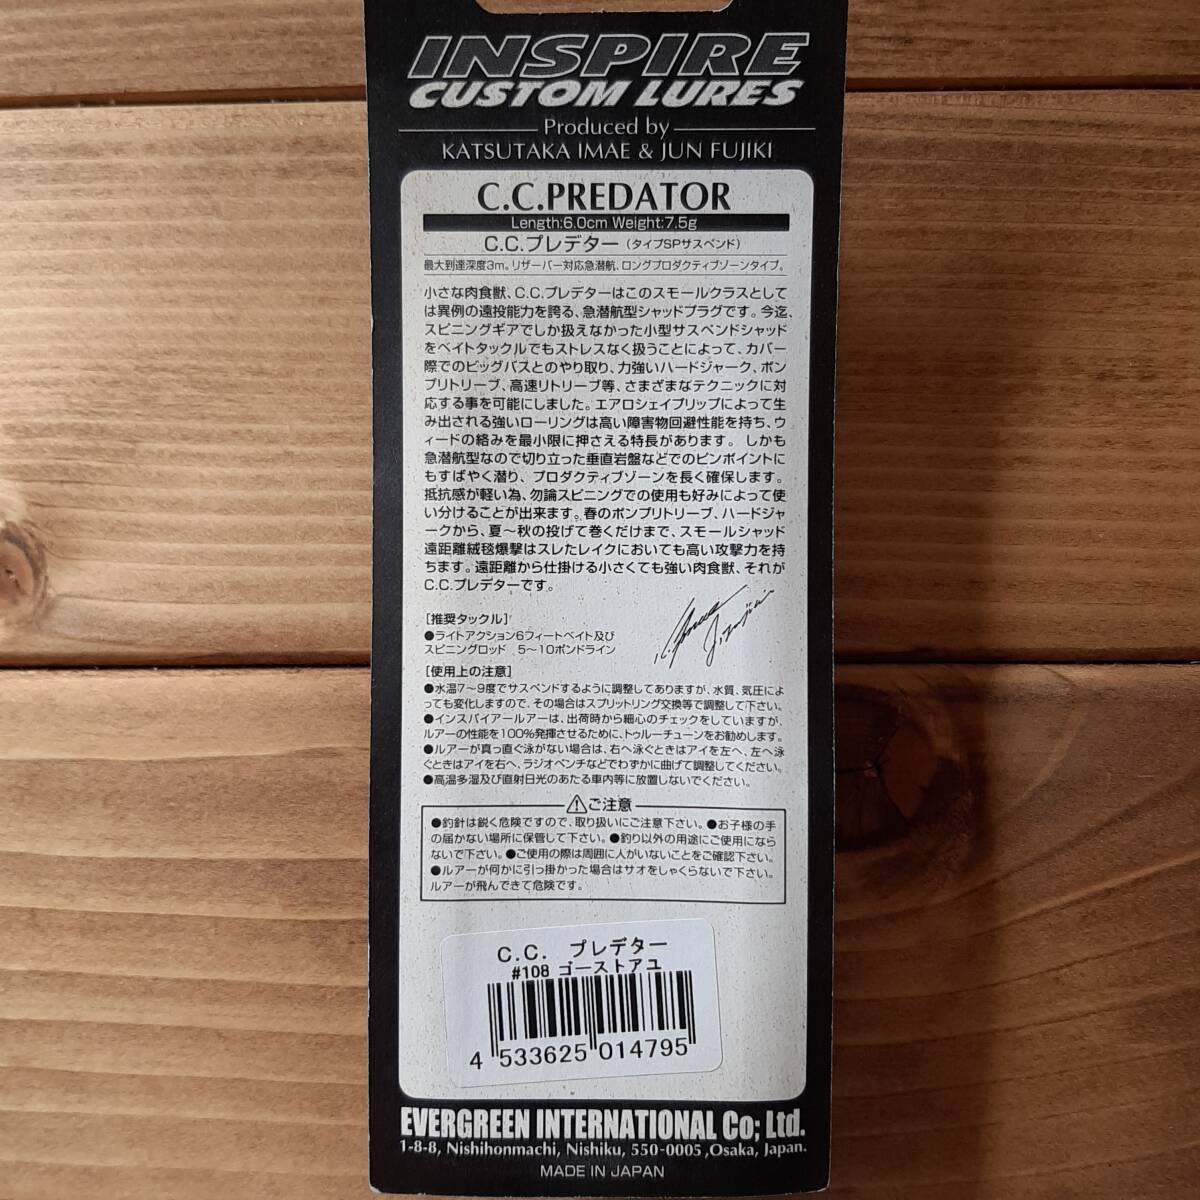 INSPIRE
CUSTOM LURES
Produced by
KATSUTAKA IMAE & JUN FUJIKI
C.C.PREDATOR
Length:6.0cm Weight:7.5g
C.C.プレデター（タイプSPサスペンド）
最大到達深度3m。リザーバー対応急潜航、ロングプロダクティブゾーンタイプ。
小さな肉食獣、C.C.プレデターはこのスモールクラスとして
は異例の遠投能力を誇る、急潜航型シャッドプラグです。今迄、
スピニングギアでしか扱えなかった小型サスペンドシャッド
をベイトタックルでもストレスなく扱うことによって、カバー
際でのビッグバスとのやり取り、力強いハードジャーク、ポン
プリトリーブ、高速リトリーブ等、さまざまなテクニックに対
応する事を可能にしました。エアロシェイプリップによって生
み出される強いローリングは高い障害物回避性能を持ち、ウ
ィードの絡みを最小限に押さえる特長があります。しかも
急潜航型なので切り立った垂直岩盤などでのピンポイントに
もすばやく潜り、プロダクティブゾーンを長く確保します。
抵抗感が軽い為、勿論スピニングでの使用も好みによって使
い分けることが出来ます。春のポンプリトリーブ、ハードジャ
ークから、夏〜秋の投げて巻くだけまで、スモールシャッド
遠距離絨毯爆撃はスレたレイクにおいても高い攻撃力を持
ちます。遠距離から仕掛ける小さくても強い肉食獣、それが
C.C.プレデターです。
［推奨タックル］
●ライトアクション6フィートベイト及び
スピニングロッド 5〜10ポンドライン
［使用上の注意］
●水温7〜9度でサスペンドするように調整してありますが、水質、気圧によ
っても変化しますので、その場合はスプリットリング交換等で調整して下さい。
●インスパイアールアーは、出荷時から細心のチェックをしていますが、
ルアーの性能を100%発揮させるために、トゥルーチューンをお勧めします。
●ルアーが真っ直ぐ泳がない場合は、右へ泳ぐときはアイを左へ、左へ泳
ぐときはアイを右へ、ラジオペンチなどでわずかに曲げて調整してください。
●高温多湿及び直射日光のあたる車内等に放置しないでください。
⚠ご注意
●釣針は鋭く危険ですので、取り扱いにご注意下さい。●お子様の手
の届かない場所に保管して下さい。●釣り以外の用途にご使用になら
ないで下さい。●ご使用の際は周囲に人がいないことをご確認下さい。
●ルアーが何かに引っ掛かった場合はサオをしゃくらないで下さい。
ルアーが飛んできて危険です。
C.C. プレデター
#108 ゴーストアユ
4 533625 014795
EVERGREEN INTERNATIONAL Co; Ltd.
1-8-8, Nishihonmachi, Nishiku, 550-0005 ,Osaka, Japan.
MADE IN JAPAN